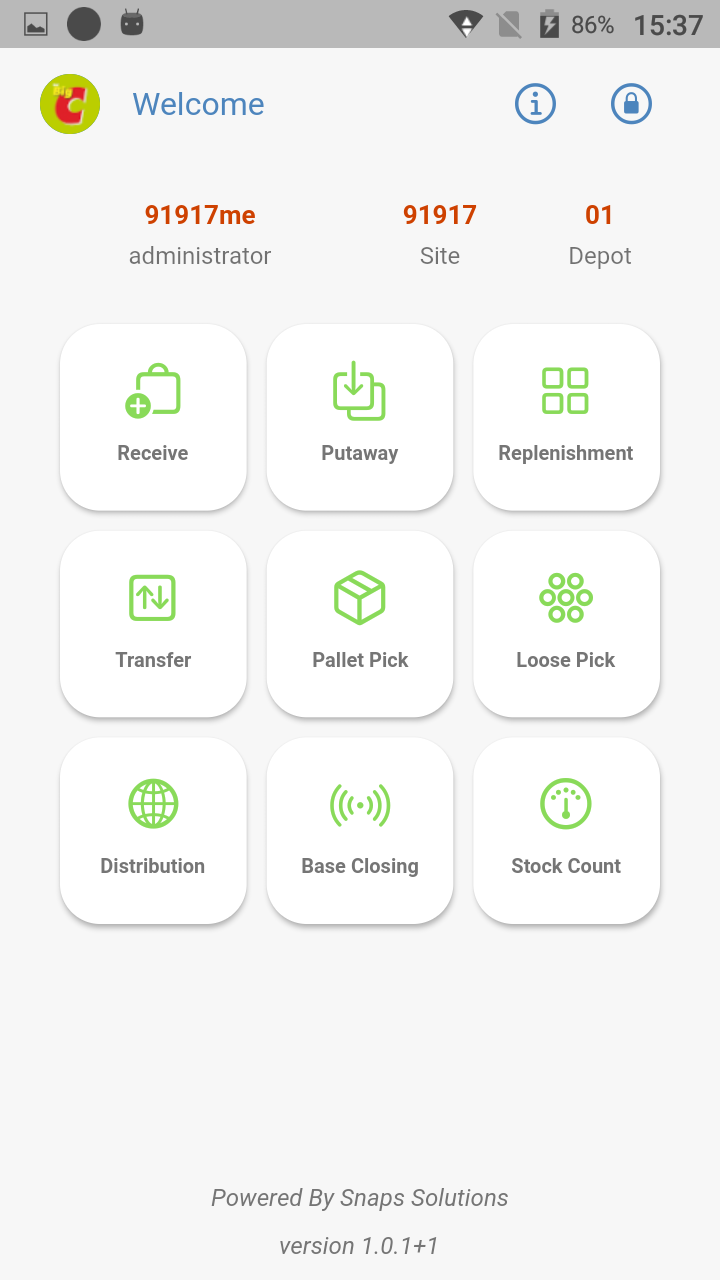 86% 15:37
Big C
Welcome
91917me 91917 01
administrator Site Depot
Receive Putaway Replenishment
Transfer Pallet Pick Loose Pick
Distribution Base Closing Stock Count
Powered By Snaps Solutions
version 1.0.1+1